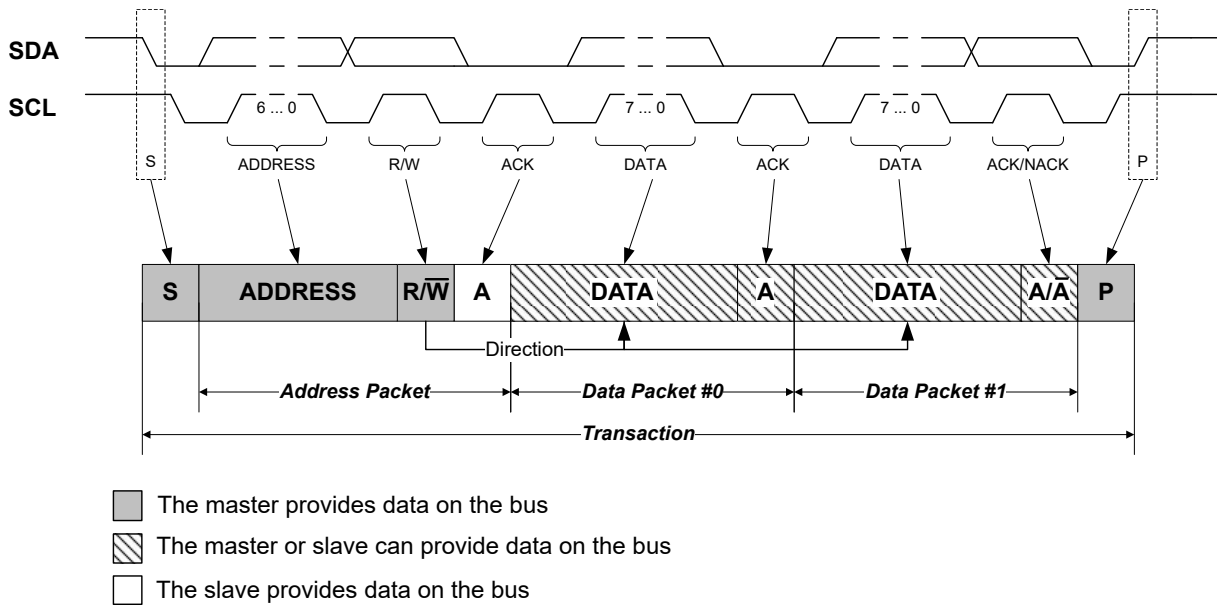 SDA
SCL
6 ... 0
7 ... 0
7 ... 0
S
ADDRESS
R/W
ACK
DATA
ACK
DATA
ACK/NACK
P
S
ADDRESS
R/W̅
A
DATA
A
DATA
A/A̅
P
Direction
Address Packet
Data Packet #0
Data Packet #1
Transaction
The master provides data on the bus
The master or slave can provide data on the bus
The slave provides data on the bus